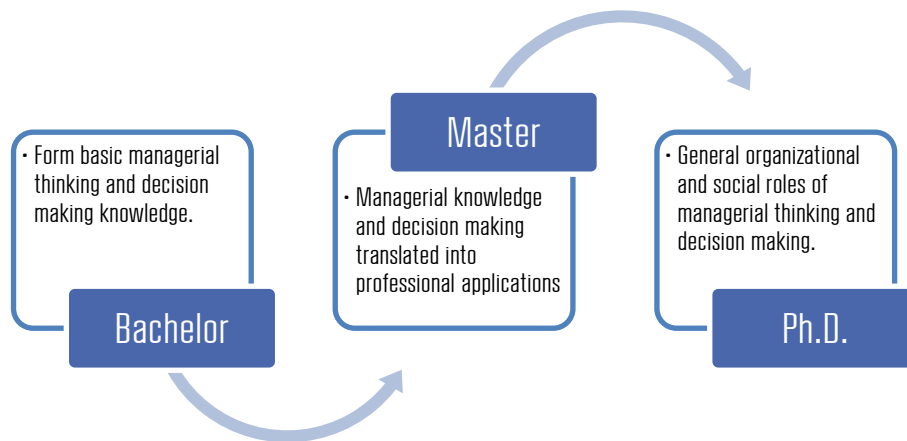 · Form basic managerial
thinking and decision
making knowledge.
Bachelor
Master
· Managerial knowledge
and decision making
translated into
professional applications
· General organizational
and social roles of
managerial thinking and
decision making.
Ph.D.